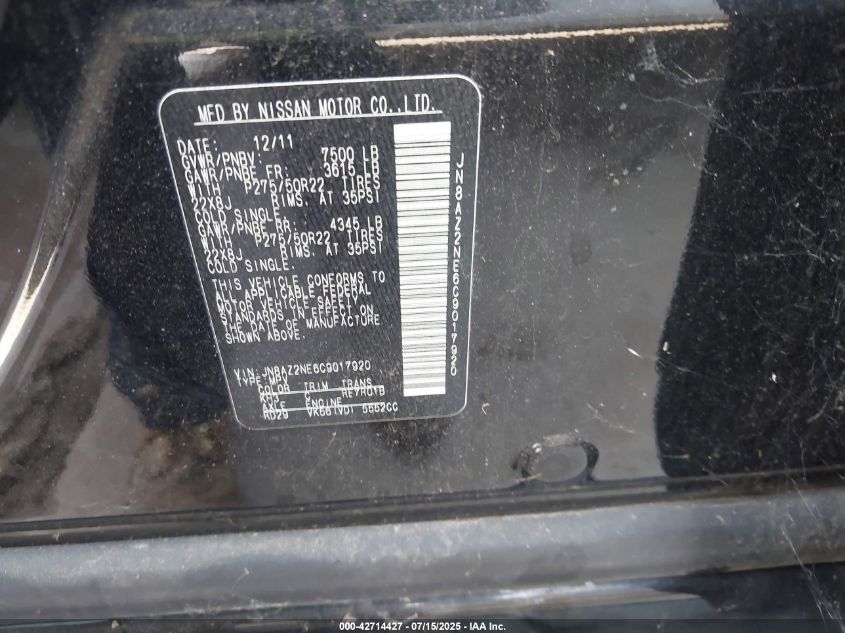 MFD BY NISSAN MOTOR CO.,LTD.
DATE: 12/11
GVWR/PNBV: 7500 LB
GAWR/PNBE FR: 3615 LB
WITH P275/50R22 TIRES
22X8J RIMS. AT 35PSI
COLD SINGLE.
GAWR/PNBE RR: 4345 LB
WITH P275/50R22 TIRES
22X8J RIMS. AT 35PSI
COLD SINGLE.
THIS VEHICLE CONFORMS TO
ALL APPLICABLE FEDERAL
MOTOR VEHICLE SAFETY
STANDARDS IN EFFECT ON
THE DATE OF MANUFACTURE
SHOWN ABOVE.
VIN: JN8AZ2NE6C9017920
TYPE:MPV
COLOR TRIM TRANS
KH3 C RE7R01B
AXLE ENGINE
VK56(VD) 5552CC
JN8AZ2NE6C9017920
000-42714427 - 07/15/2025 - IAA Inc.